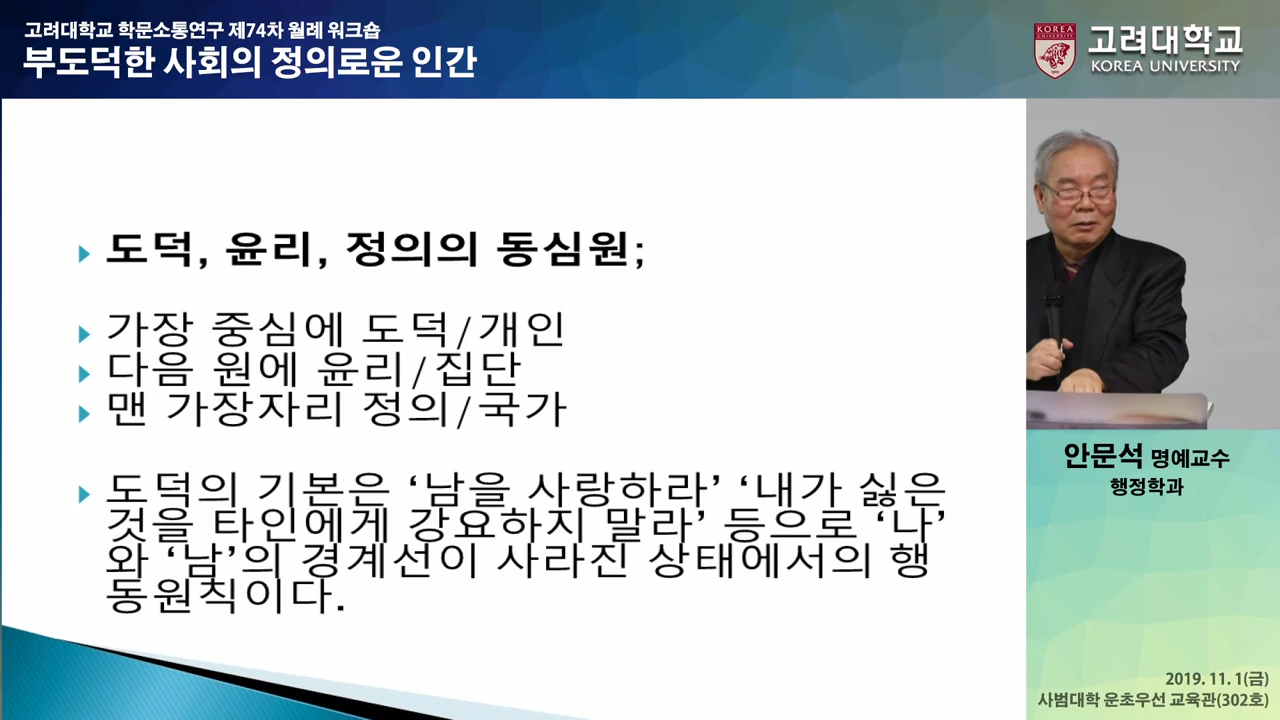 고려대학교 학문소통연구 제74차 월례 워크숍
부도덕한 사회의 정의로운 인간
KOREA
UNIVERSITY
고려대학교
KOREA UNIVERSITY
도덕, 윤리, 정의의 동심원;
가장 중심에 도덕/개인
다음 원에 윤리/집단
맨 가장자리 정의/국가
도덕의 기본은 ‘남을 사랑하라’ ‘내가 싫은
것을 타인에게 강요하지 말라’ 등으로 ‘나’
와 ‘남’의 경계선이 사라진 상태에서의 행
동원칙이다.
안문석 명예교수
행정학과
2019. 11. 1(금)
사범대학 운초우선 교육관(302호)